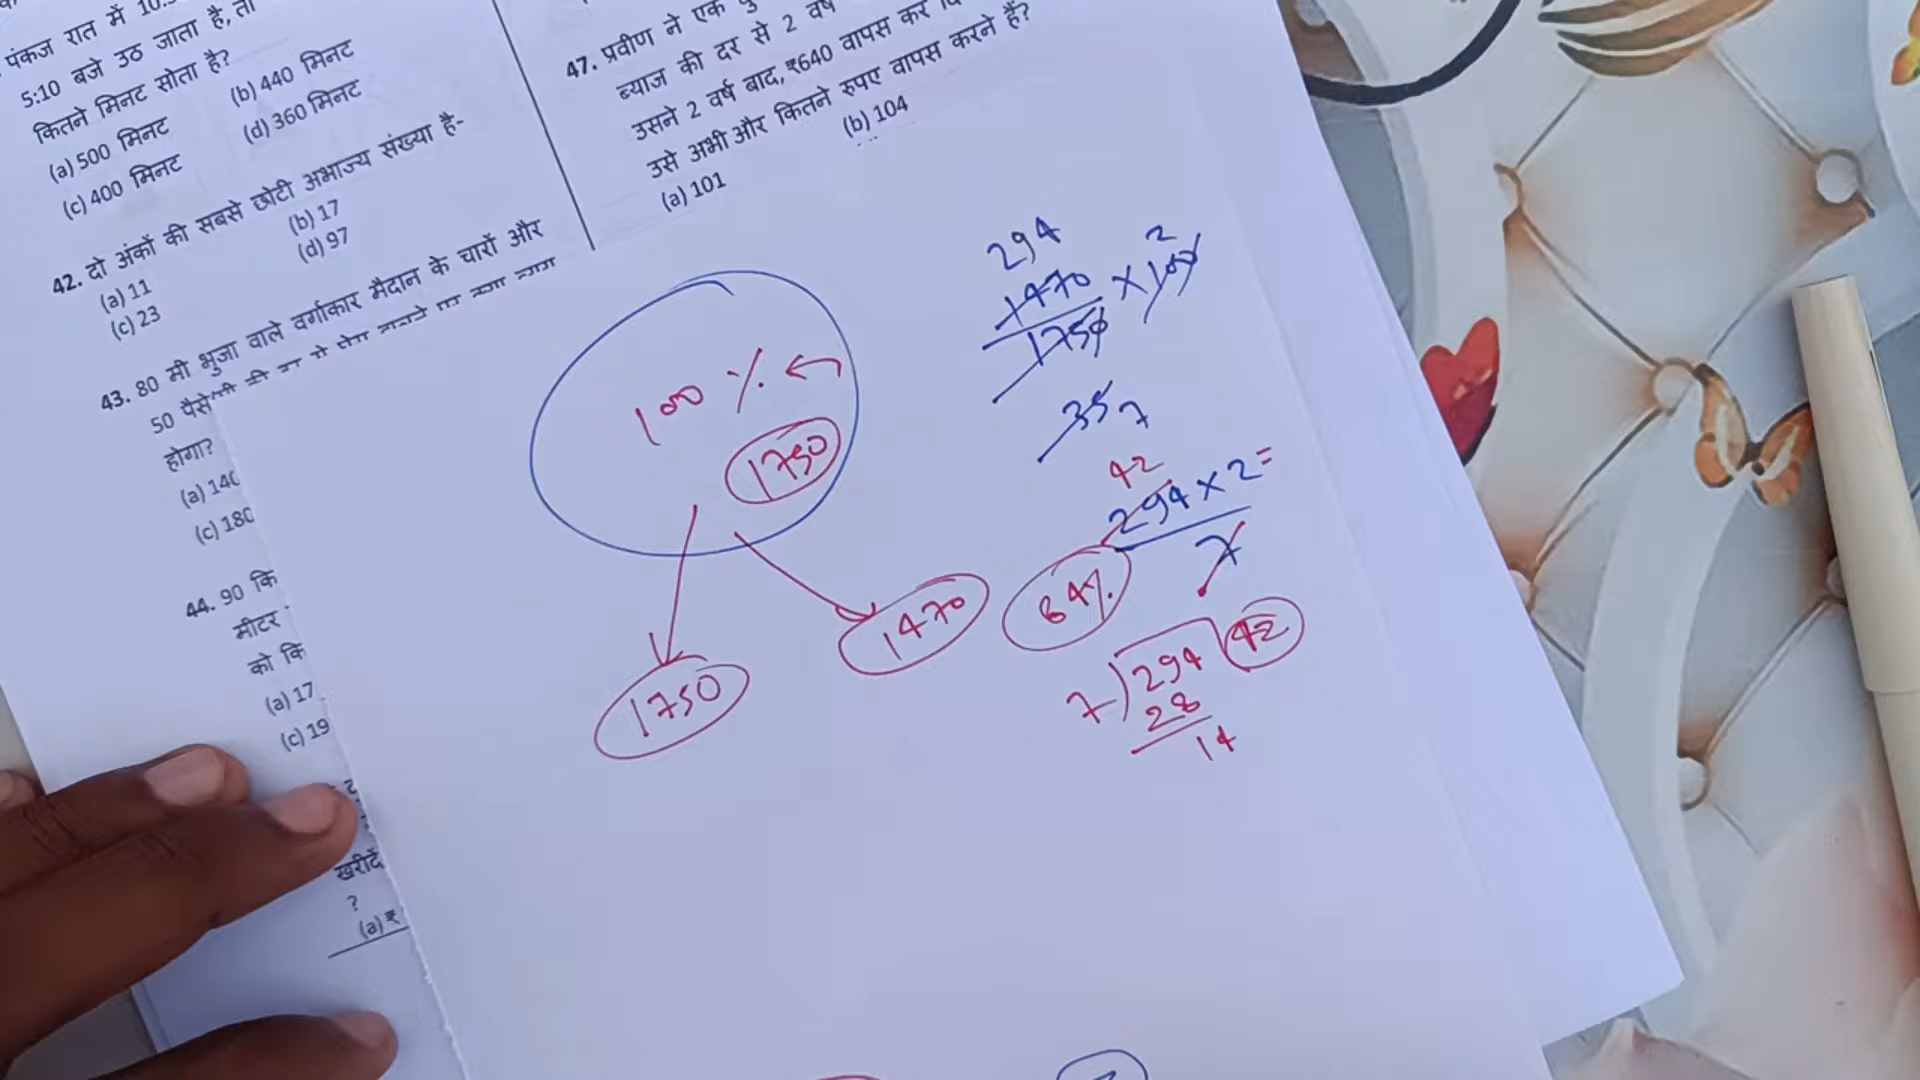 पंकज रात में 10:
5:10 बजे उठ जाता है, तो
कितने मिनट सोता है?
(a) 500 मिनट (b) 440 मिनट
(c) 400 मिनट (d) 360 मिनट
42. दो अंकों की सबसे छोटी अभाज्य संख्या है-
(a) 11 (b) 17
(c) 23 (d) 97
43. 80 मी भुजा वाले वर्गाकार मैदान के चारों और
50 पैसे
होगा?
(a) 140
(c) 180
44. 90 कि
मीटर
को कि
(a) 17
(c) 19
खरीदें
?
(a) ₹
47. प्रवीण ने एक
ब्याज की दर से 2 वर्ष
उसने 2 वर्ष बाद, ₹640 वापस कर
उसे अभी और कितने रुपए वापस करने हैं?
(a) 101 (b) 104
100 %
1750
1750
1470
294
1470 × 100 2
1750
35 7
42
294 × 2 =
7
84%
7) 294 (42
28
14